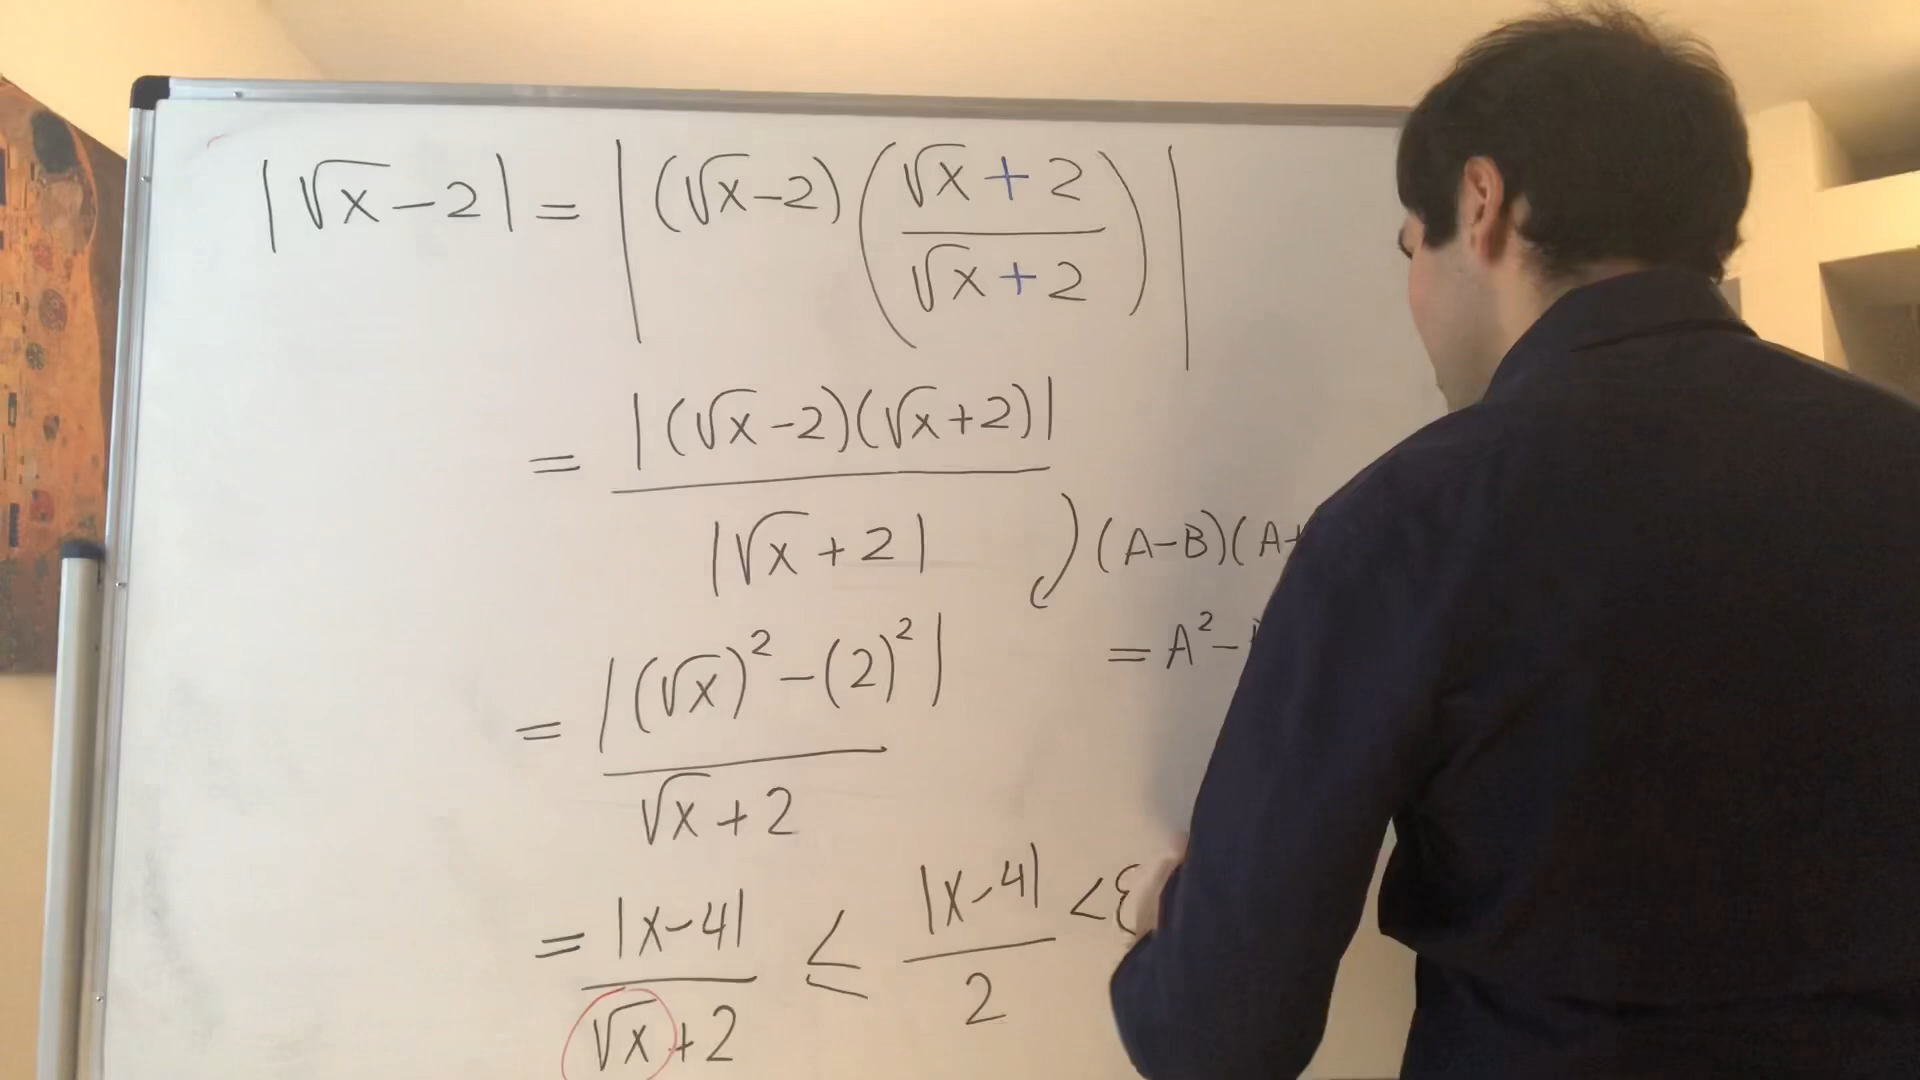 |√x - 2| = |(√x - 2)((√x + 2)/(√x + 2))|
= |(√x - 2)(√x + 2)| / |√x + 2|
(A - B)(A +
= |(√x)² - (2)²| / √x + 2
= A² -
= |x - 4| / √x + 2 ≤ |x - 4| / 2 < ε